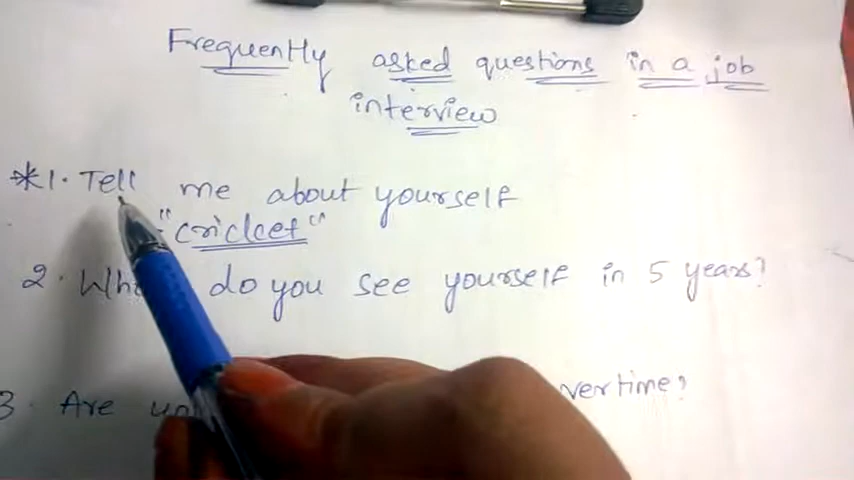 Frequently asked questions in a job
interview
*1. Tell me about yourself
"cricket"
2. do you see yourself in 5 years?
3. Are